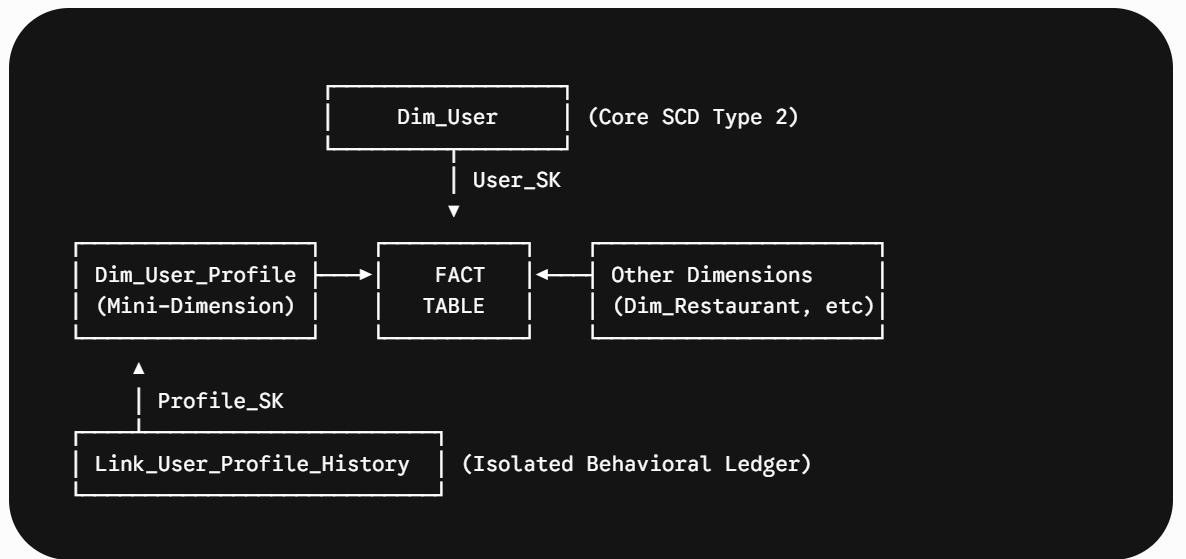 Dim_User (Core SCD Type 2)
User_SK
Dim_User_Profile
(Mini-Dimension)
FACT
TABLE
Other Dimensions
(Dim_Restaurant, etc)
Profile_SK
Link_User_Profile_History (Isolated Behavioral Ledger)